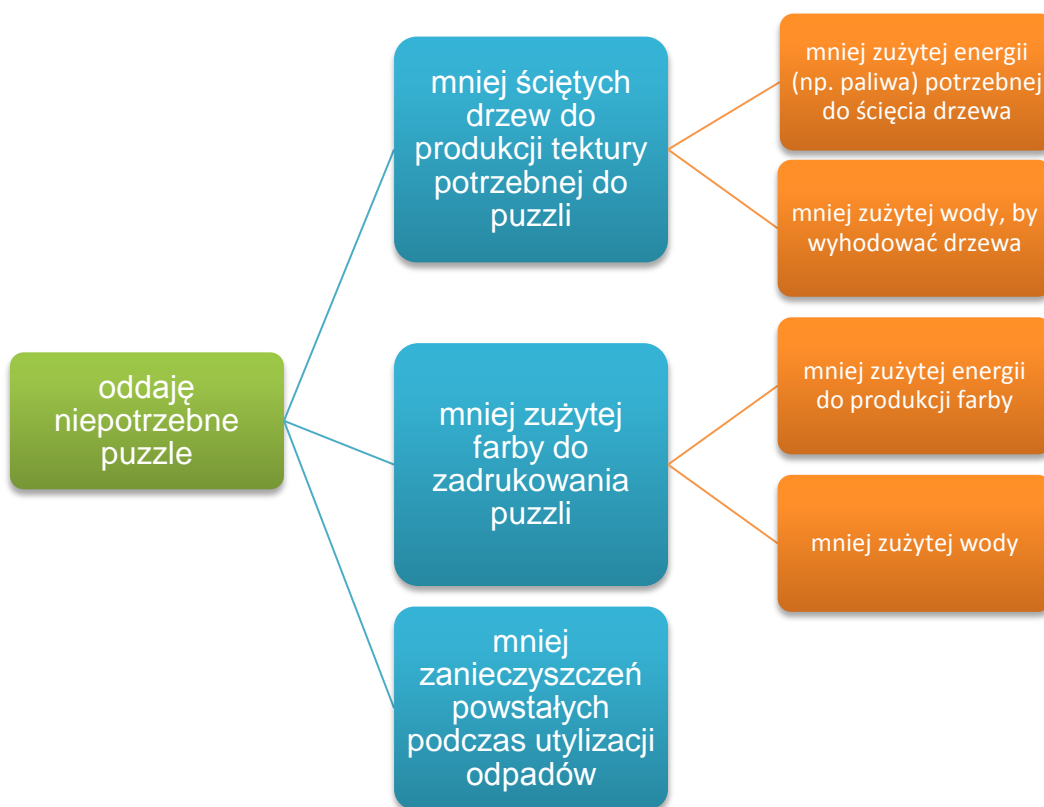 oddaję
niepotrzebne
puzzle
mniej ściętych
drzew do
produkcji tektury
potrzebnej do
puzzli
mniej zużytej energii
(np. paliwa) potrzebnej
do ścięcia drzewa
mniej zużytej wody, by
wyhodować drzewa
mniej zużytej
farby do
zadrukowania
puzzli
mniej zużytej energii
do produkcji farby
mniej zużytej wody
mniej
zanieczyszczeń
powstałych
podczas utylizacji
odpadów